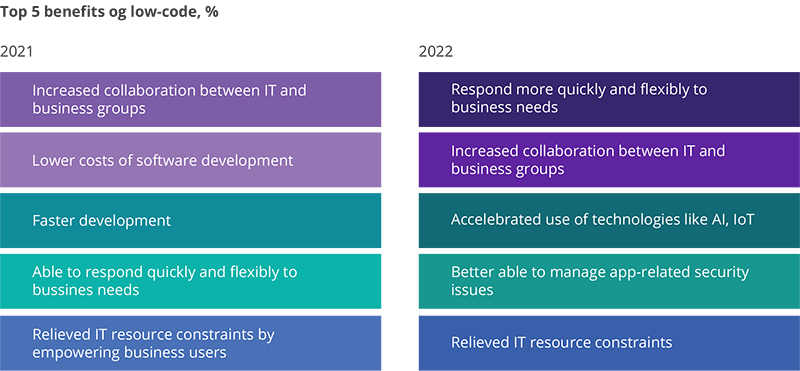 Top 5 benefits og low-code, %
2021
Increased collaboration between IT and
business groups
Lower costs of software development
Faster development
Able to respond quickly and flexibly to
bussines needs
Relieved IT resource constraints by
empowering business users
2022
Respond more quickly and flexibly to
business needs
Increased collaboration between IT and
business groups
Accelerated use of technologies like AI, IoT
Better able to manage app-related security
issues
Relieved IT resource constraints